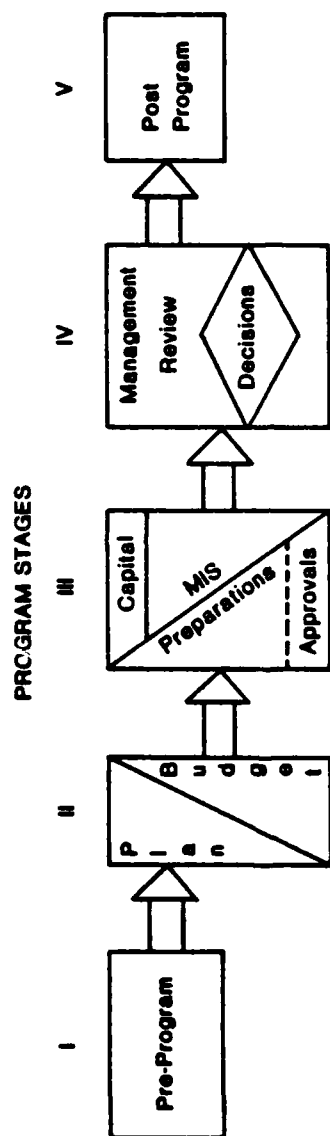 PROGRAM STAGES
I
II
III
IV
V
Pre-Program
Plan
Budget
Capital
MIS
Preparations
Approvals
Management
Review
Decisions
Post
Program